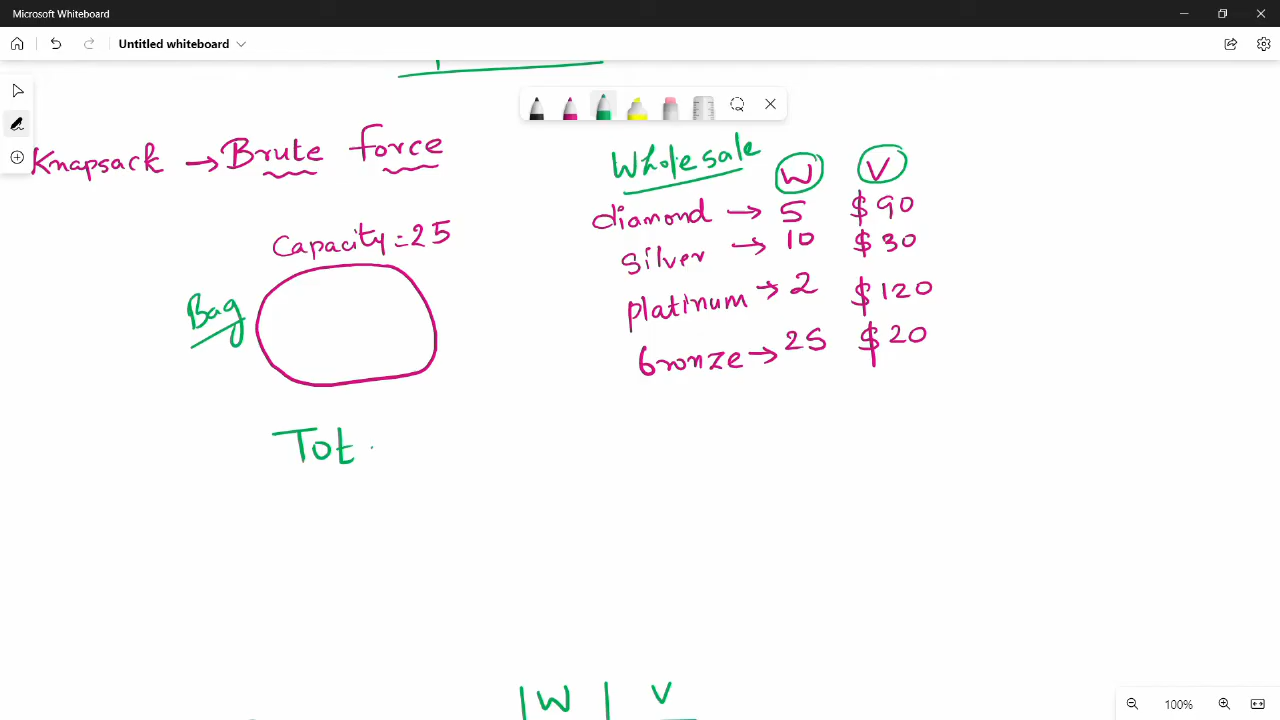 Microsoft Whiteboard
Untitled whiteboard
Knapsack → Brute force
Capacity = 25
Bag
Tot
Wholesale W V
diamond → 5 $90
Silver → 10 $30
platinum → 2 $120
bronze → 25 $20
| W | V
100%